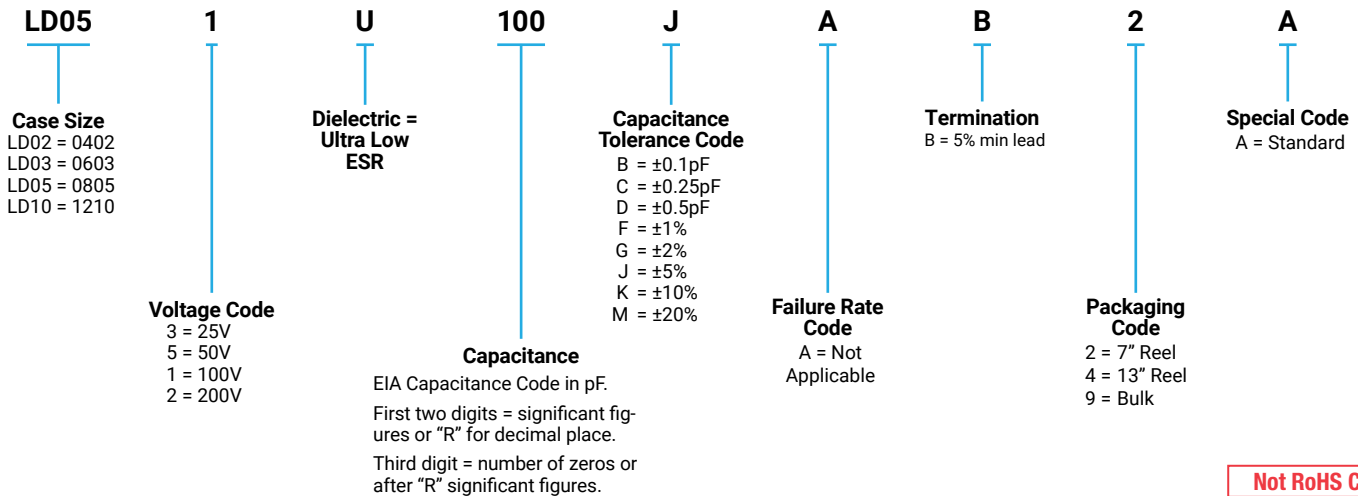 LD05 1 U 100 J A B 2 A
Case Size
LD02 = 0402
LD03 = 0603
LD05 = 0805
LD10 = 1210
Voltage Code
3 = 25V
5 = 50V
1 = 100V
2 = 200V
Dielectric =
Ultra Low
ESR
Capacitance
EIA Capacitance Code in pF.
First two digits = significant fig-
ures or “R” for decimal place.
Third digit = number of zeros or
after “R” significant figures.
Capacitance
Tolerance Code
B = ±0.1pF
C = ±0.25pF
D = ±0.5pF
F = ±1%
G = ±2%
J = ±5%
K = ±10%
M = ±20%
Failure Rate
Code
A = Not
Applicable
Termination
B = 5% min lead
Packaging
Code
2 = 7” Reel
4 = 13” Reel
9 = Bulk
Special Code
A = Standard
Not RoHS C